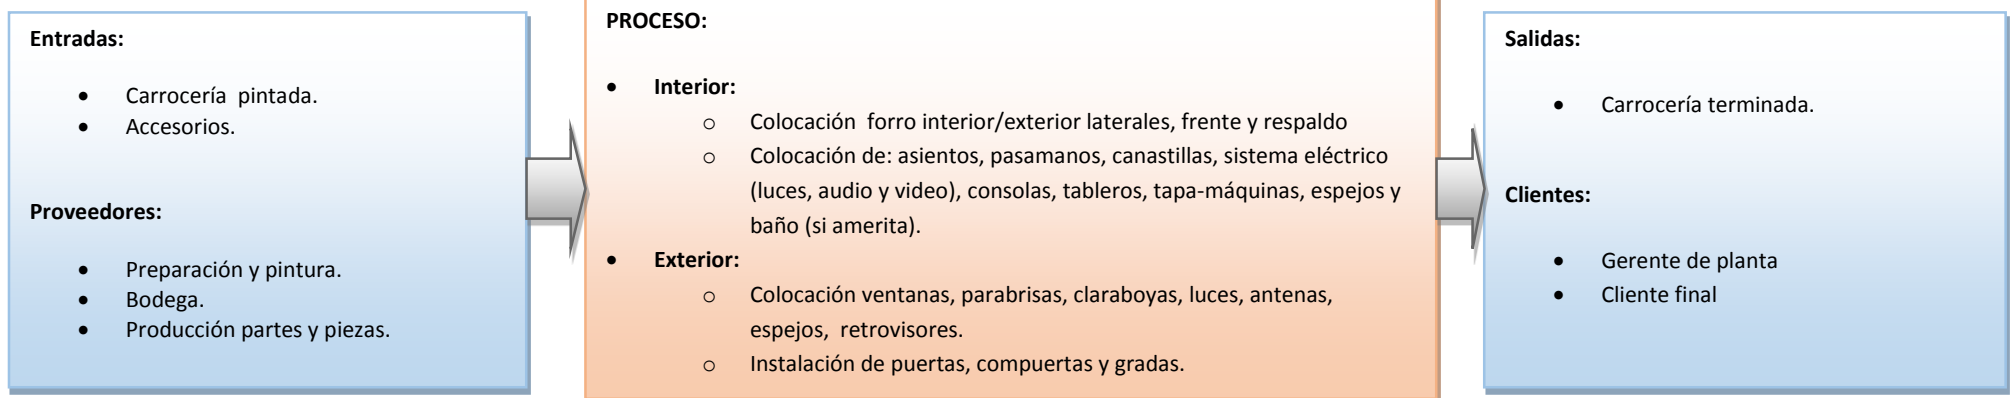 Entradas:
• Carrocería pintada.
• Accesorios.
Proveedores:
• Preparación y pintura.
• Bodega.
• Producción partes y piezas.
PROCESO:
• Interior:
o Colocación forro interior/exterior laterales, frente y respaldo
o Colocación de: asientos, pasamanos, canastillas, sistema eléctrico
(luces, audio y video), consolas, tableros, tapa-máquinas, espejos y
baño (si amerita).
• Exterior:
o Colocación ventanas, parabrisas, claraboyas, luces, antenas,
espejos, retrovisores.
o Instalación de puertas, compuertas y gradas.
Salidas:
• Carrocería terminada.
Clientes:
• Gerente de planta
• Cliente final